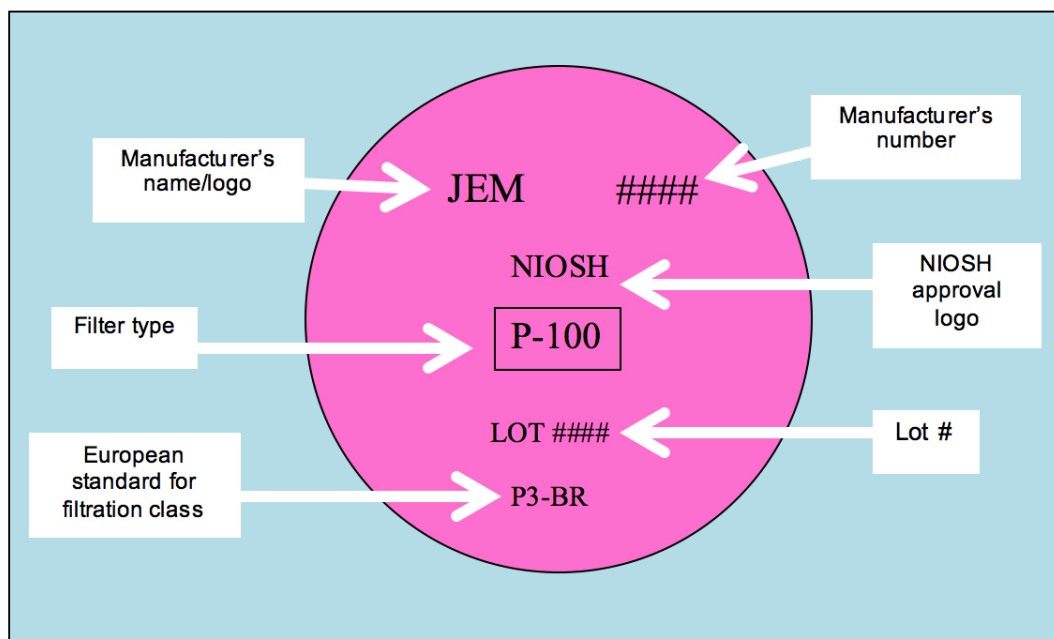 Manufacturer's
number
Manufacturer's
name/logo
JEM
####
NIOSH
NIOSH
approval
logo
Filter type
P-100
LOT ####
Lot #
European
standard for
filtration class
P3-BR